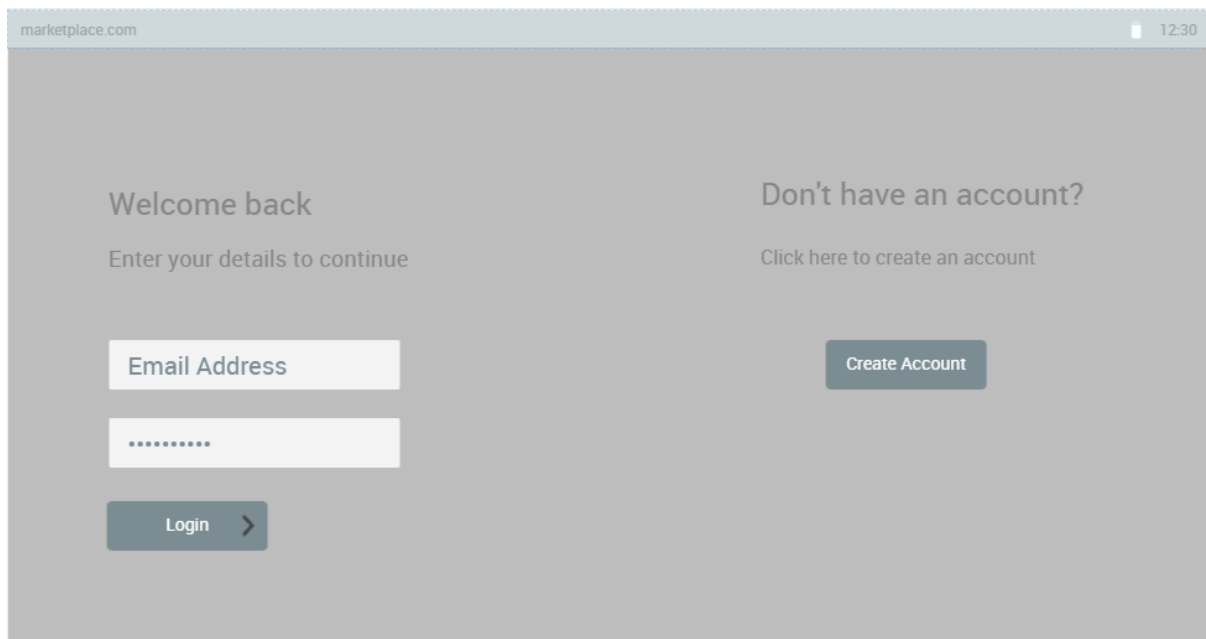 marketplace.com
12:30
Welcome back
Enter your details to continue
Email Address
••••••••••
Login
Don't have an account?
Click here to create an account
Create Account